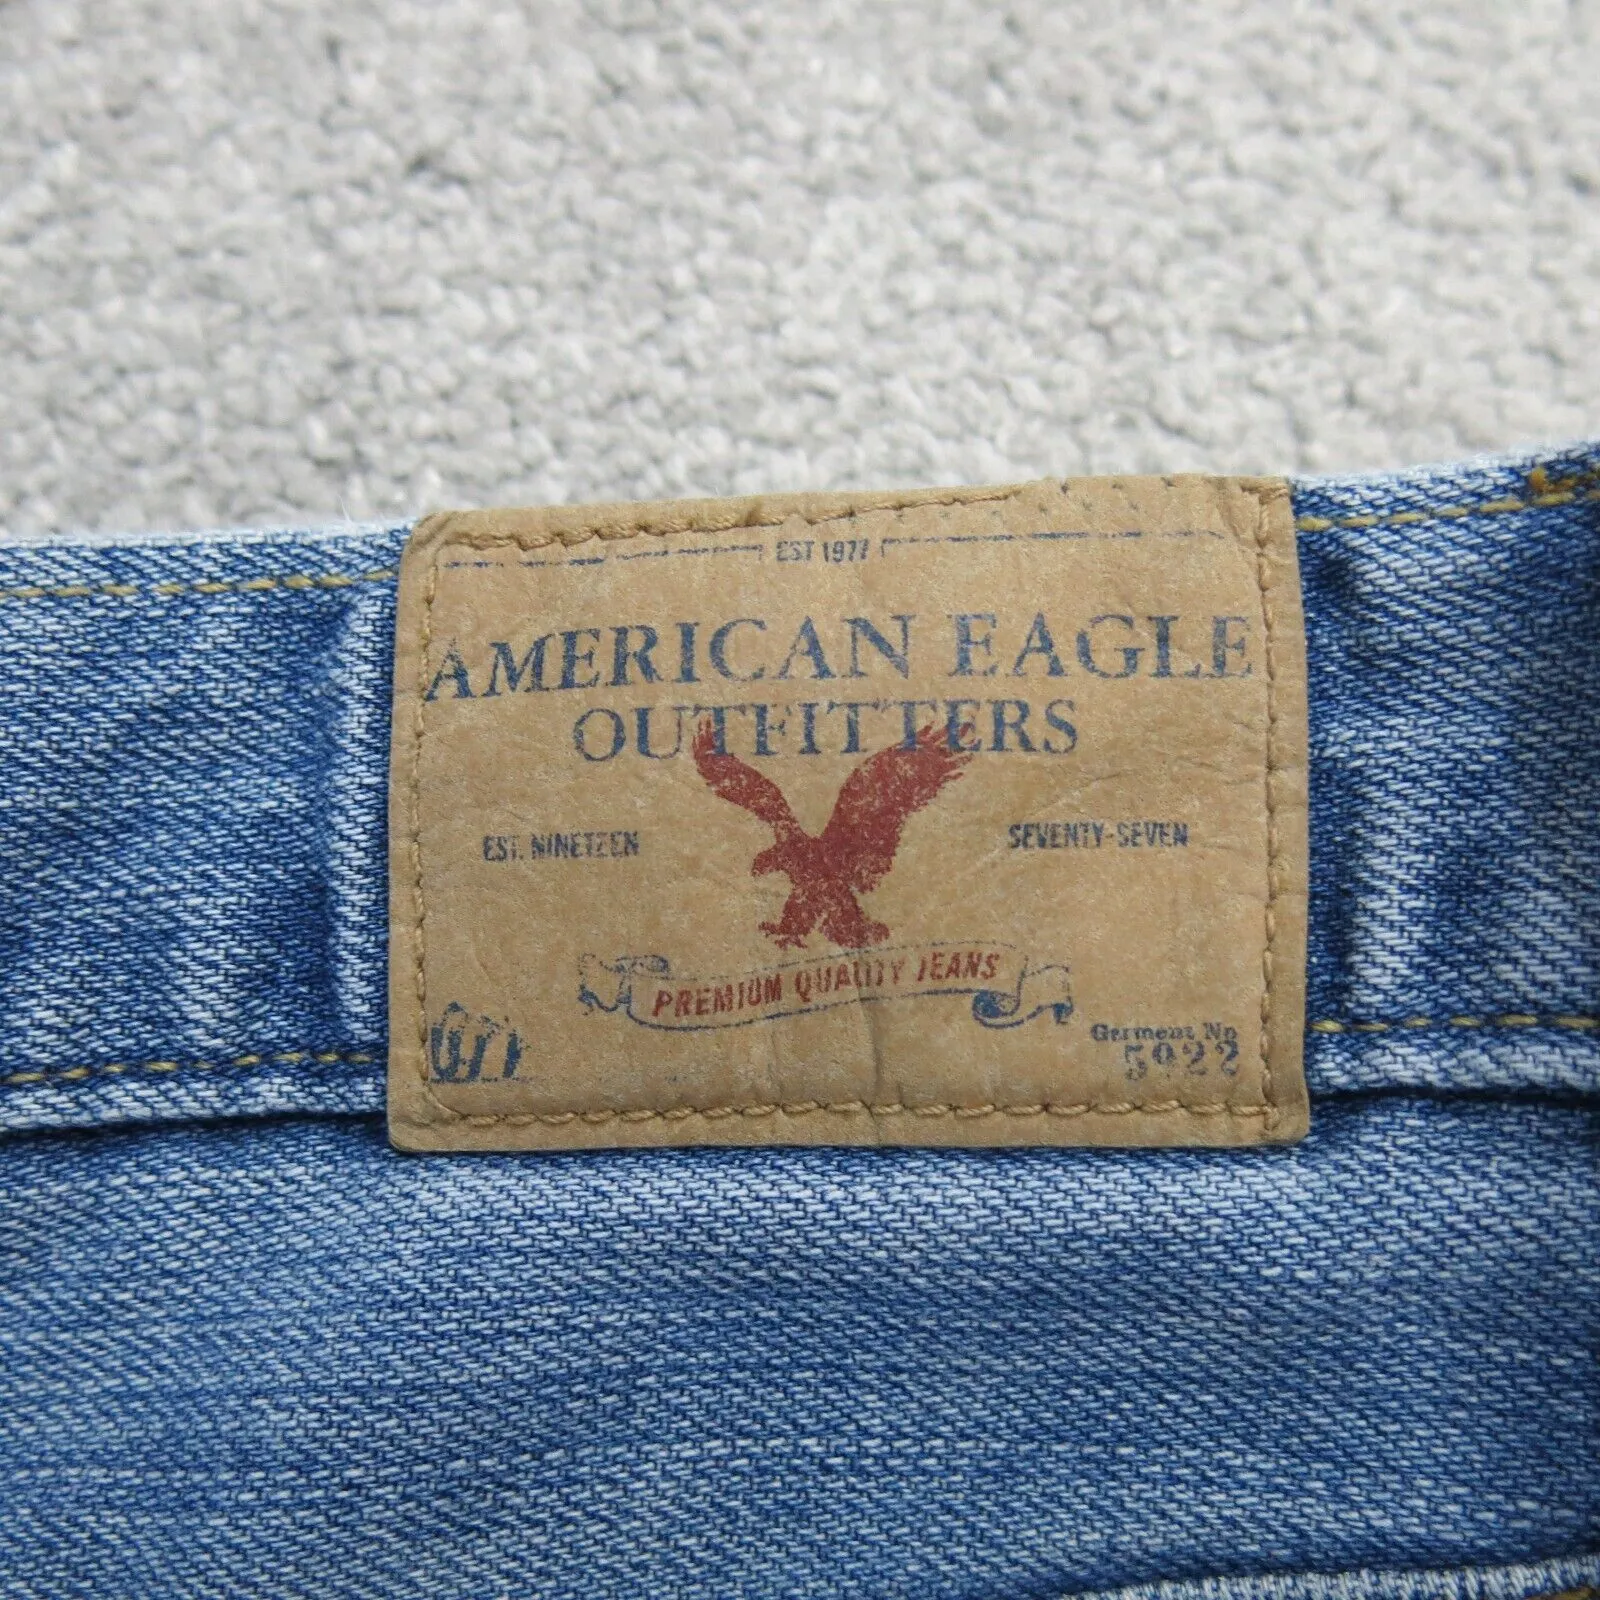 EST 1977
AMERICAN EAGLE
OUTFITTERS
EST. NINETEEN SEVENTY-SEVEN
PREMIUM QUALITY JEANS
Garment No
5922